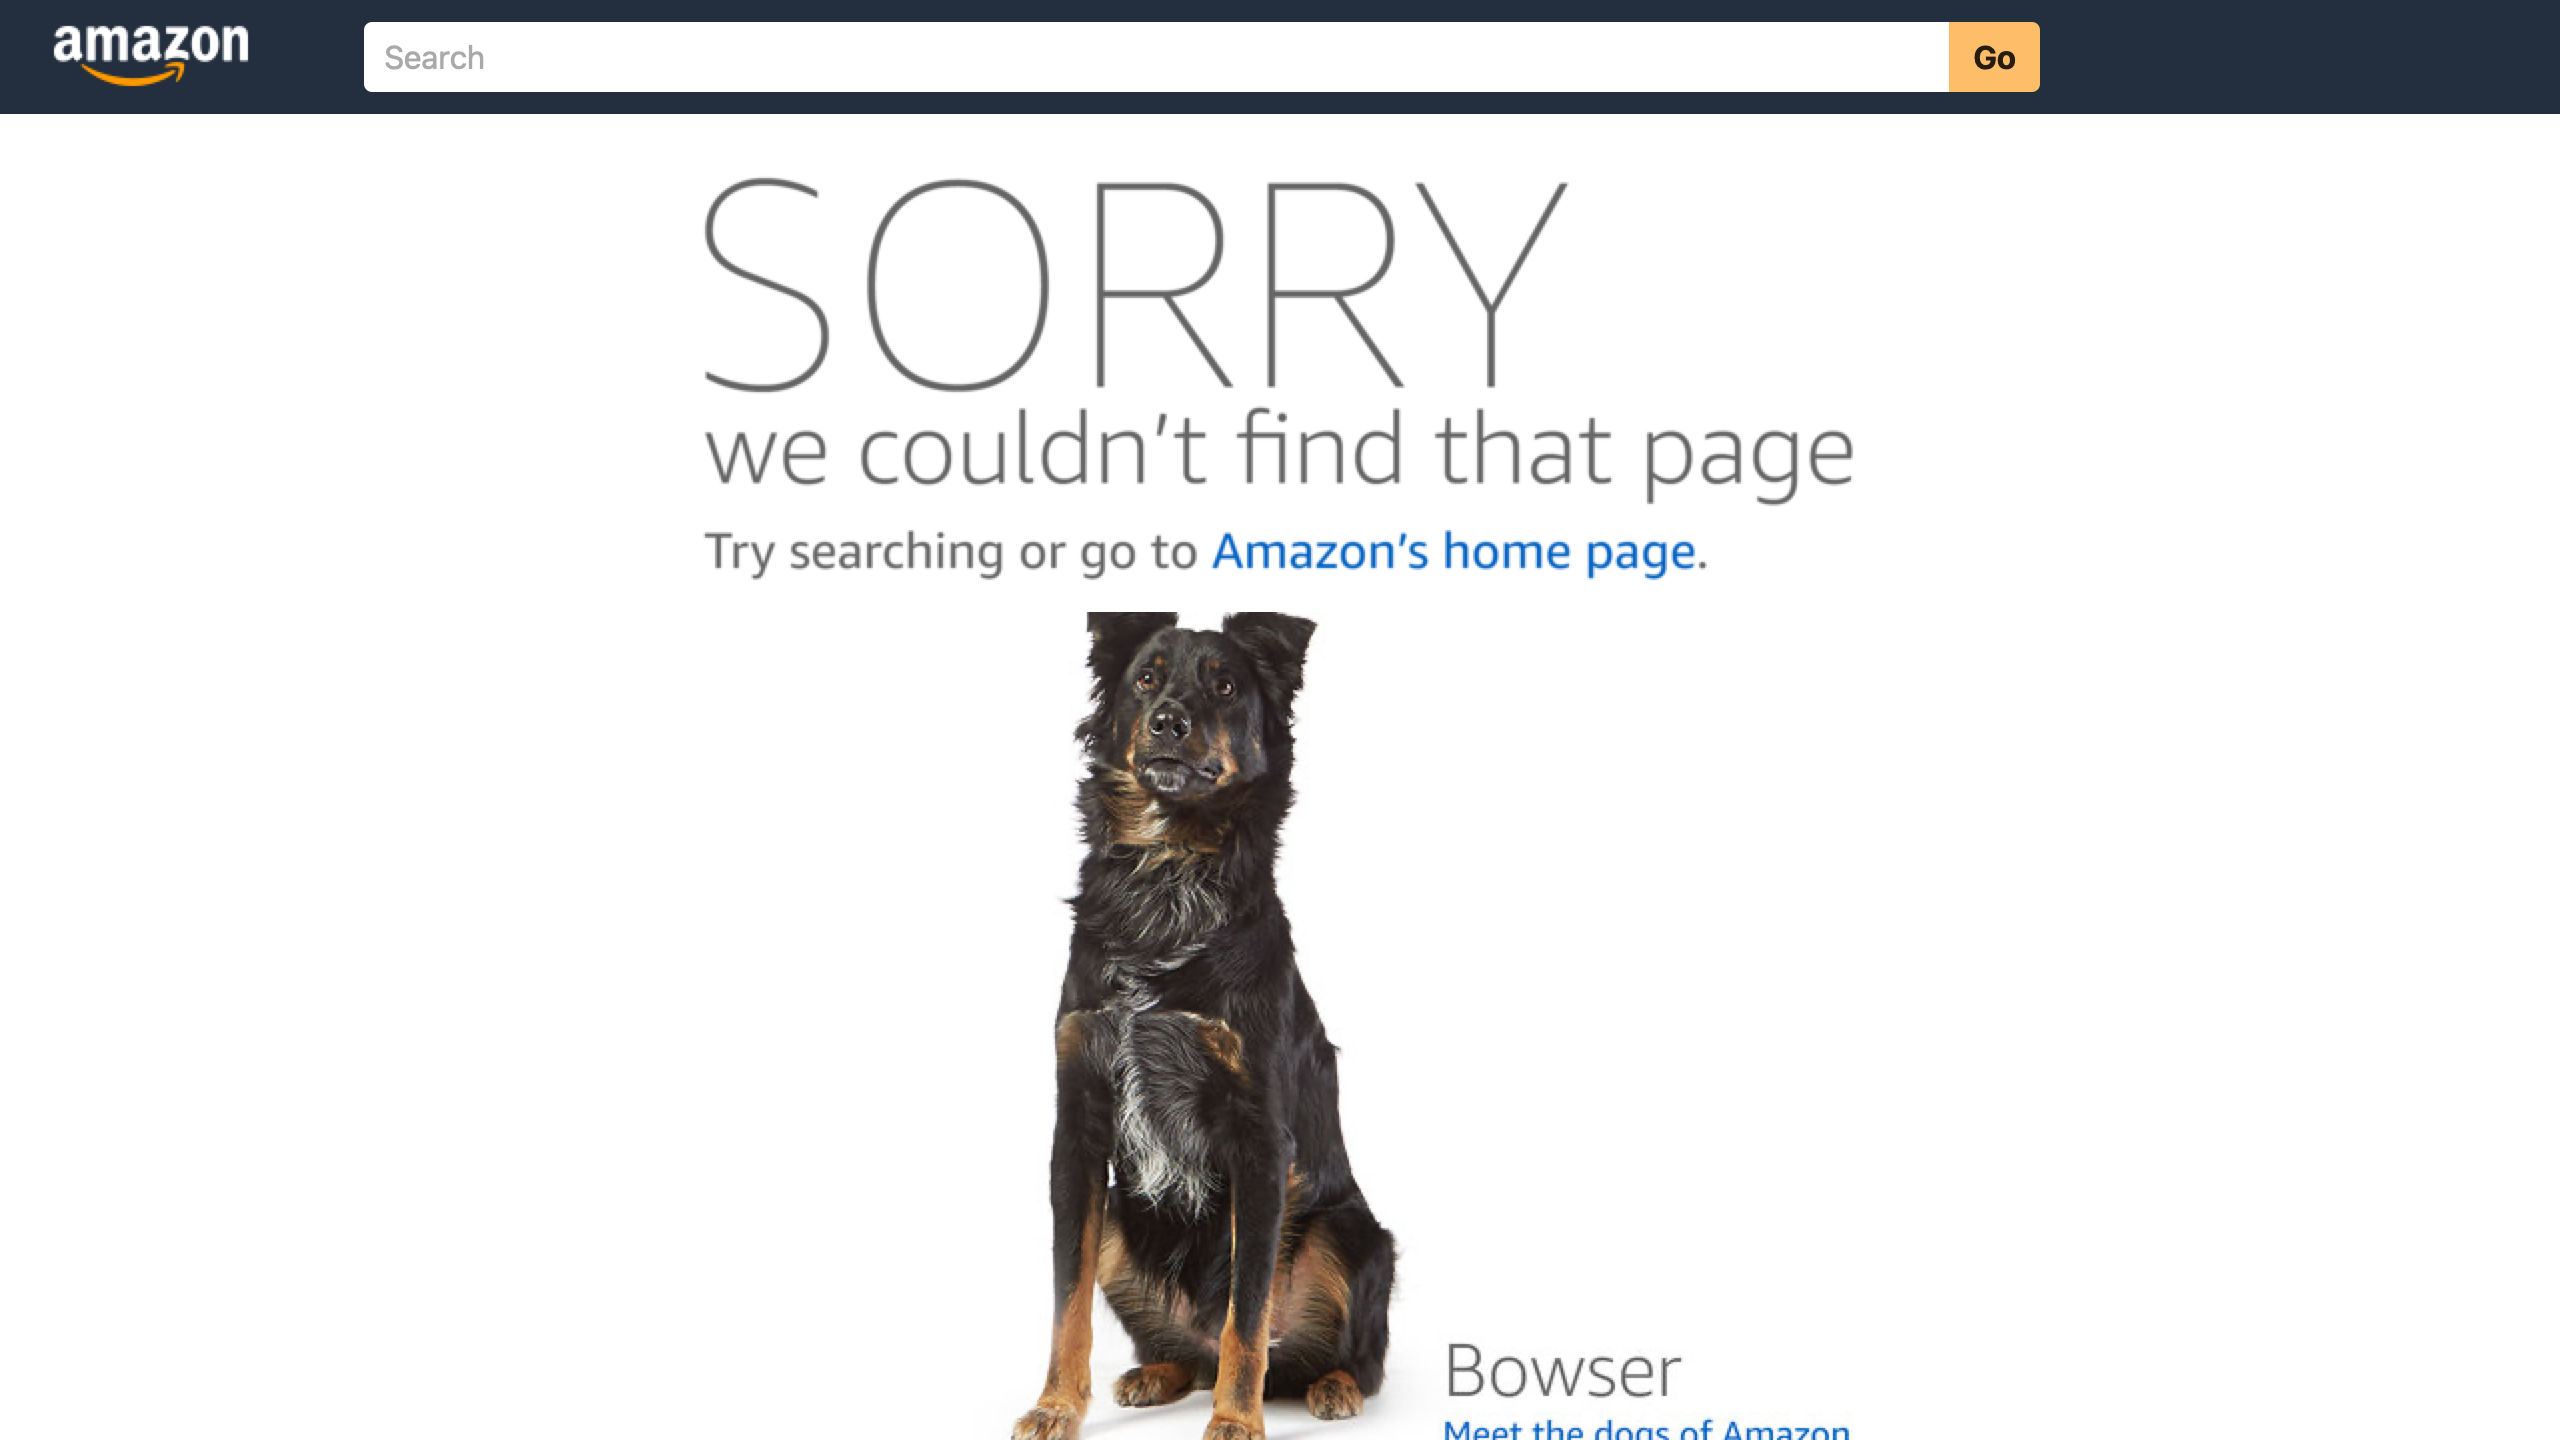 amazon
Search
Go
SORRY
we couldn't find that page
Try searching or go to Amazon's home page.
Bowser
Meet the dogs of Amazon